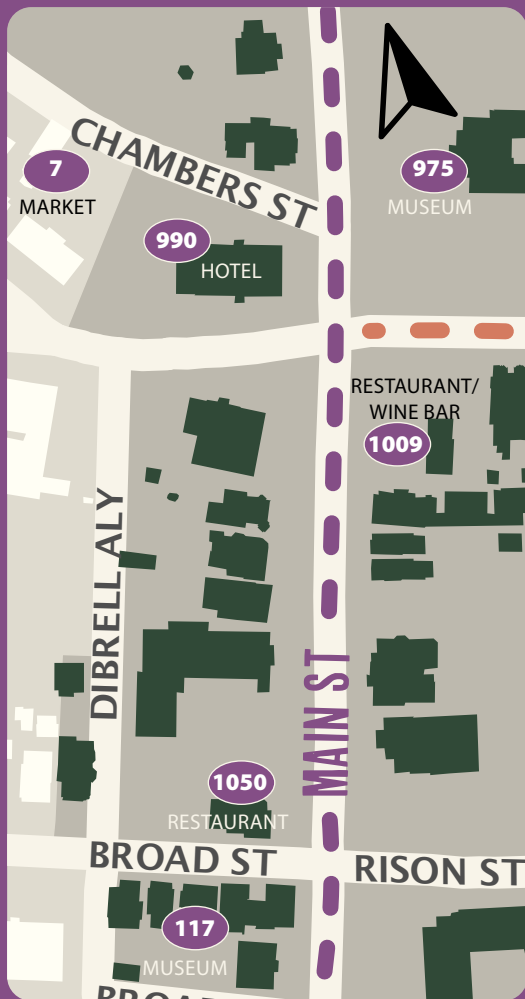 CHAMBERS ST
7
MARKET
975
MUSEUM
990
HOTEL
RESTAURANT/
WINE BAR
1009
DIBRELL ALY
MAIN ST
1050
RESTAURANT
BROAD ST
RISON ST
117
MUSEUM